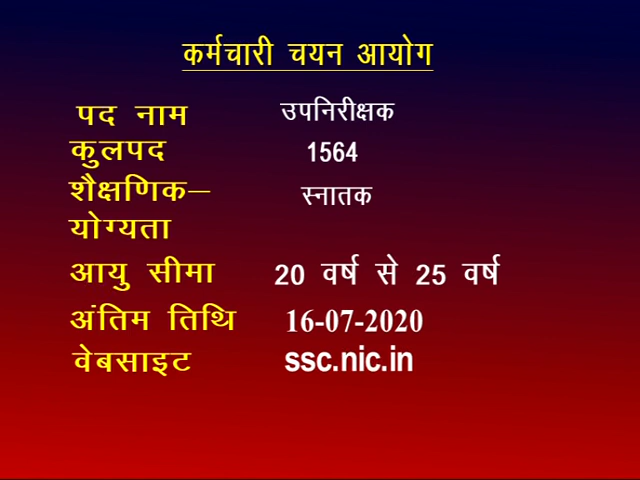 कर्मचारी चयन आयोग
पद नाम उपनिरीक्षक
कुलपद 1564
शैक्षणिक– स्नातक
योग्यता
आयु सीमा 20 वर्ष से 25 वर्ष
अंतिम तिथि 16-07-2020
वेबसाइट ssc.nic.in